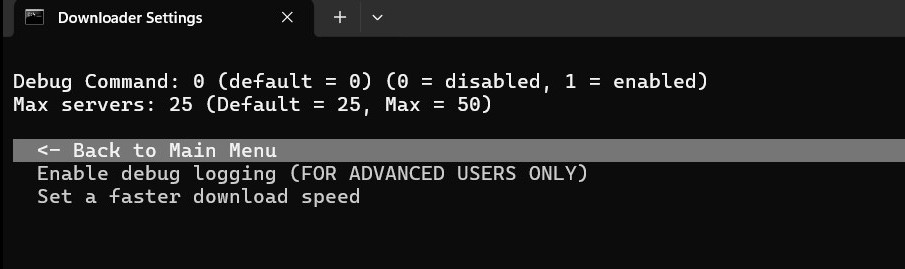 Downloader Settings
Debug Command: 0 (default = 0) (0 = disabled, 1 = enabled)
Max servers: 25 (Default = 25, Max = 50)
<- Back to Main Menu
Enable debug logging (FOR ADVANCED USERS ONLY)
Set a faster download speed